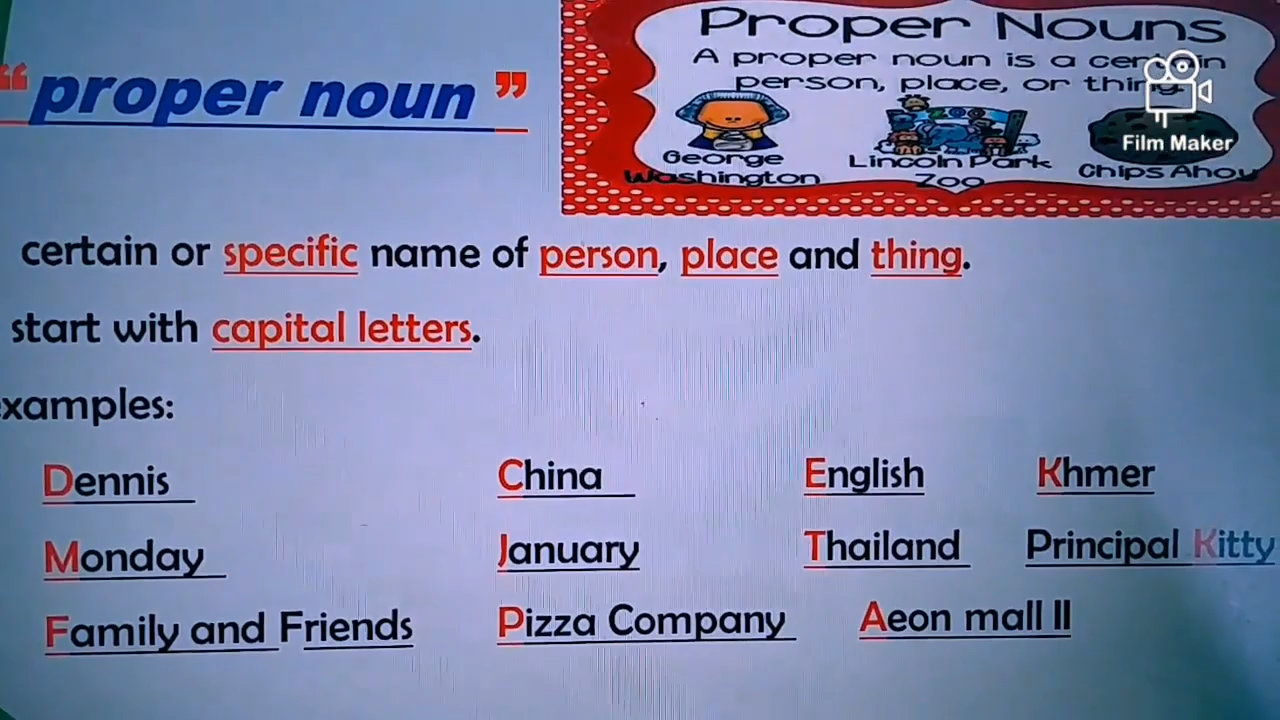 Proper Nouns
A proper noun is a certain
person, place, or thing.
George
Washington
Lincoln Park
Zoo
Chips Ahoy
Film Maker
“proper noun”
certain or specific name of person, place and thing.
start with capital letters.
examples:
Dennis China English Khmer
Monday January Thailand Principal Kitty
Family and Friends Pizza Company Aeon mall II